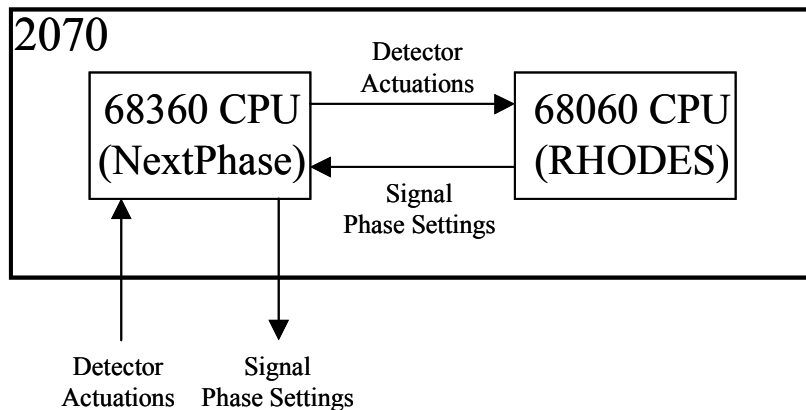 2070
68360 CPU
(NextPhase)
Detector
Actuations
68060 CPU
(RHODES)
Signal
Phase Settings
Detector
Actuations
Signal
Phase Settings